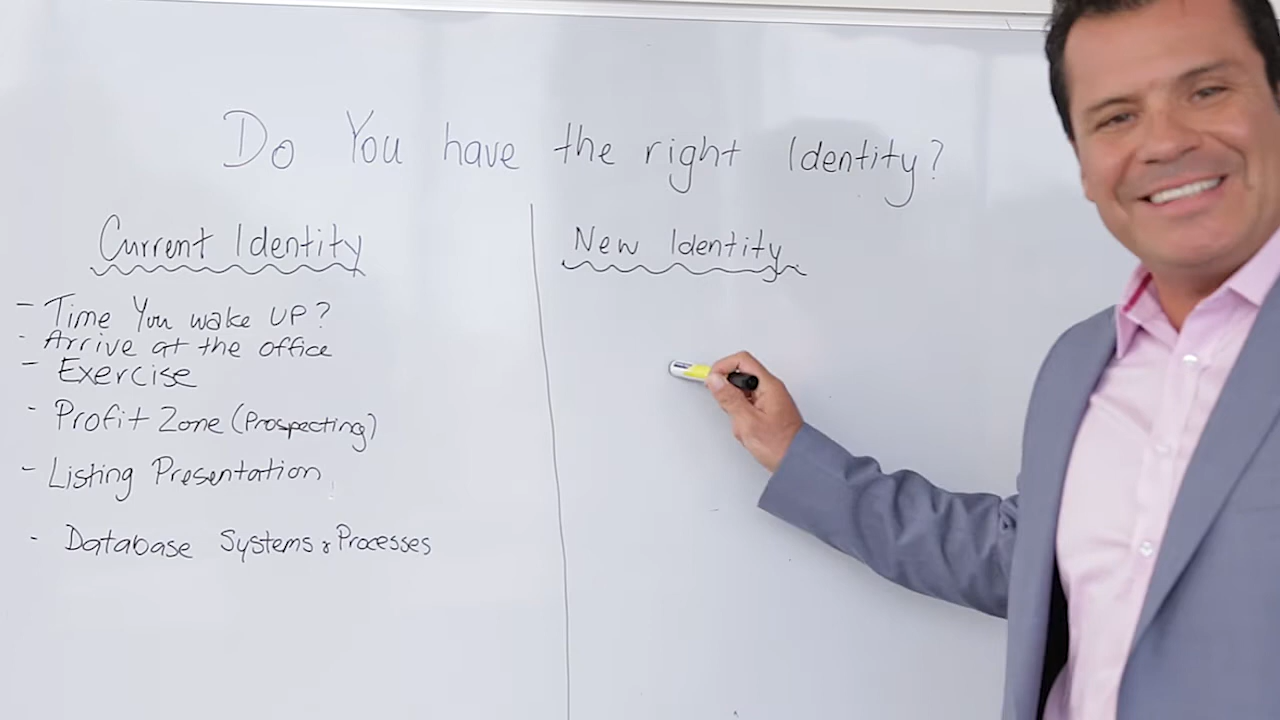 Do You have the right Identity?
Current Identity
- Time You wake UP?
- Arrive at the office
- Exercise
- Profit Zone (Prospecting)
- Listing Presentation
- Database Systems & Processes
New Identity